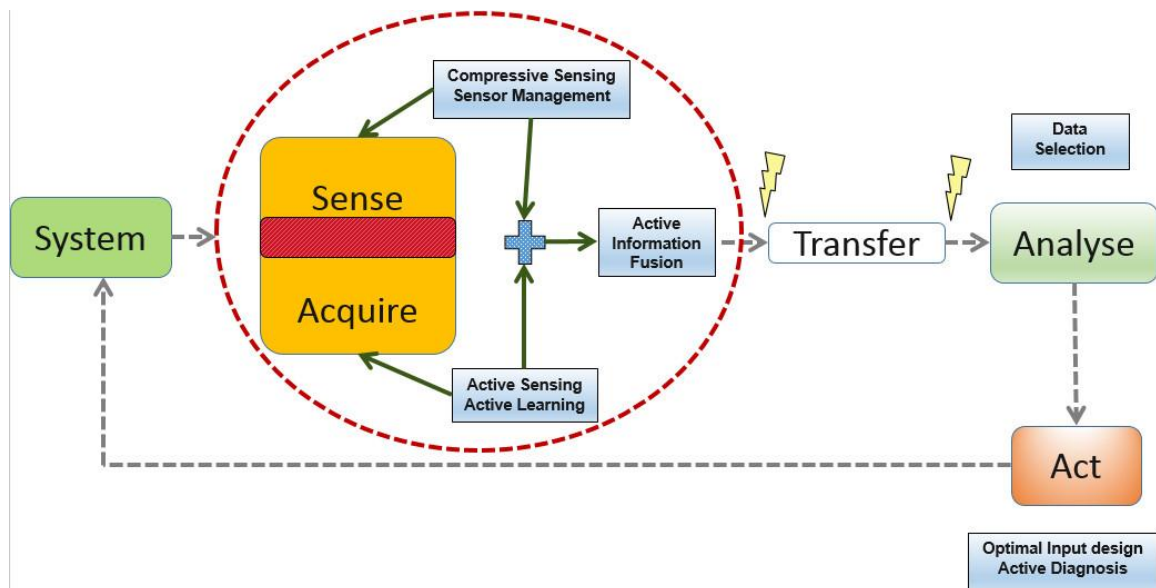 Compressive Sensing
Sensor Management
Data
Selection
System
Sense
Acquire
Active
Information
Fusion
Transfer
Analyse
Active Sensing
Active Learning
Act
Optimal Input design
Active Diagnosis